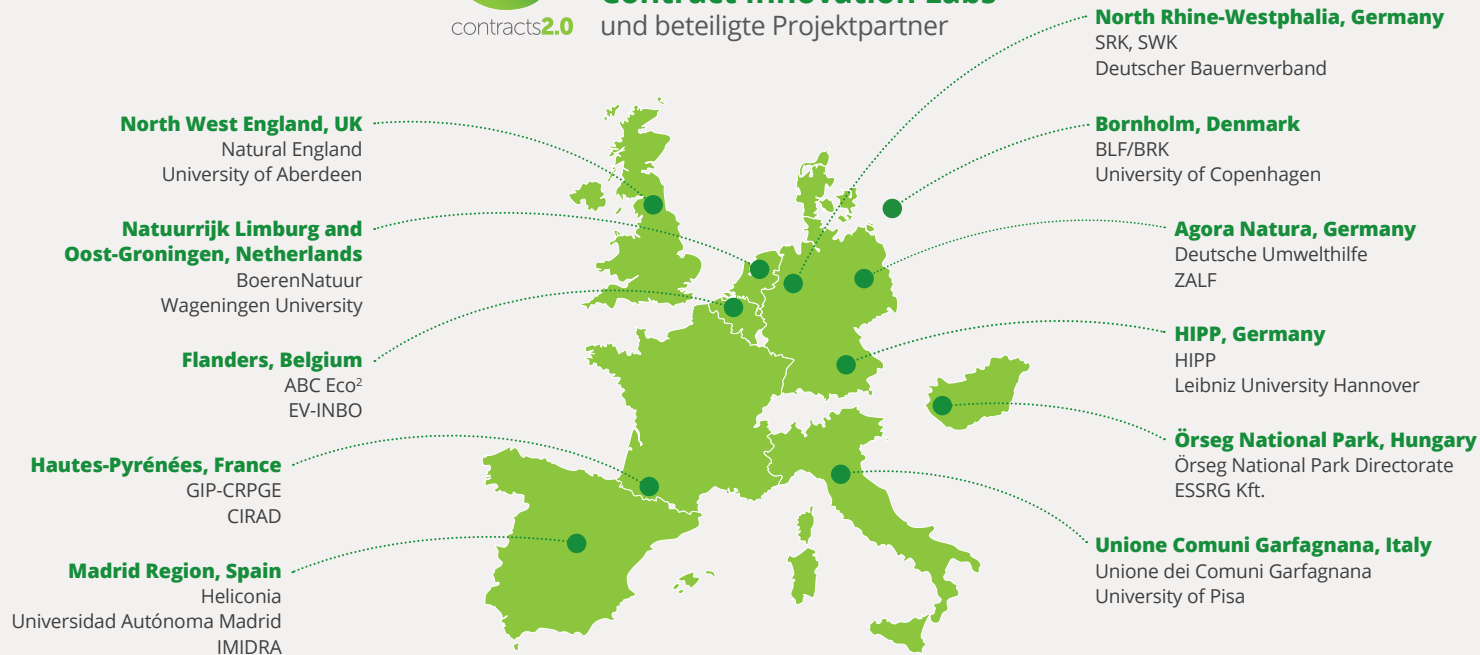 Contract Innovation Labs
contracts2.0 und beteiligte Projektpartner
North West England, UK
Natural England
University of Aberdeen
Natuurrijk Limburg and
Oost-Groningen, Netherlands
BoerenNatuur
Wageningen University
Flanders, Belgium
ABC Eco²
EV-INBO
Hautes-Pyrénées, France
GIP-CRPGE
CIRAD
Madrid Region, Spain
Heliconia
Universidad Autónoma Madrid
IMIDRA
North Rhine-Westphalia, Germany
SRK, SWK
Deutscher Bauernverband
Bornholm, Denmark
BLF/BRK
University of Copenhagen
Agora Natura, Germany
Deutsche Umwelthilfe
ZALF
HIPP, Germany
HIPP
Leibniz University Hannover
Örseg National Park, Hungary
Örseg National Park Directorate
ESSRG Kft.
Unione Comuni Garfagnana, Italy
Unione dei Comuni Garfagnana
University of Pisa